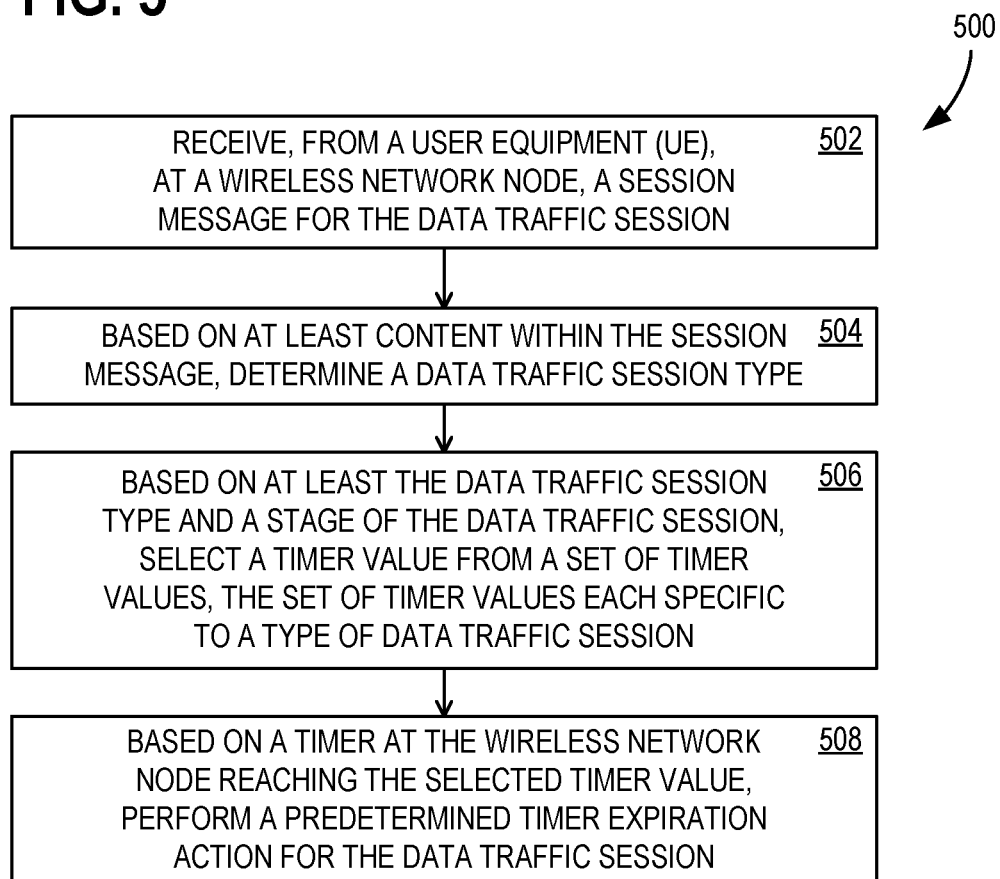 FIG. 5
500
502
RECEIVE, FROM A USER EQUIPMENT (UE),
AT A WIRELESS NETWORK NODE, A SESSION
MESSAGE FOR THE DATA TRAFFIC SESSION
504
BASED ON AT LEAST CONTENT WITHIN THE SESSION
MESSAGE, DETERMINE A DATA TRAFFIC SESSION TYPE
506
BASED ON AT LEAST THE DATA TRAFFIC SESSION
TYPE AND A STAGE OF THE DATA TRAFFIC SESSION,
SELECT A TIMER VALUE FROM A SET OF TIMER
VALUES, THE SET OF TIMER VALUES EACH SPECIFIC
TO A TYPE OF DATA TRAFFIC SESSION
508
BASED ON A TIMER AT THE WIRELESS NETWORK
NODE REACHING THE SELECTED TIMER VALUE,
PERFORM A PREDETERMINED TIMER EXPIRATION
ACTION FOR THE DATA TRAFFIC SESSION